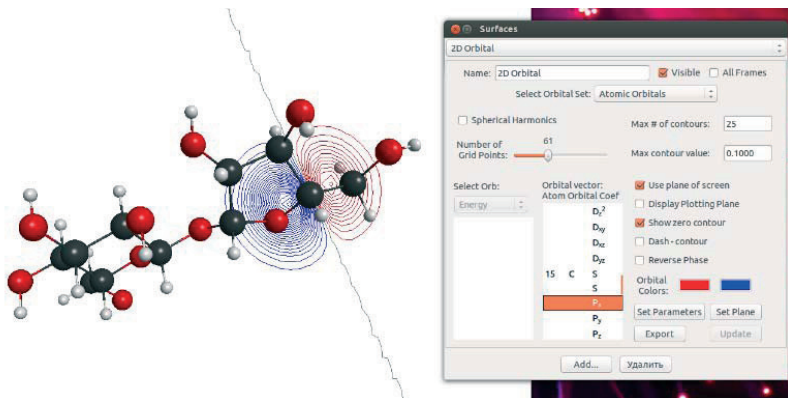 Surfaces
2D Orbital
Name: 2D Orbital Visible All Frames
Select Orbital Set: Atomic Orbitals
Spherical Harmonics
Max # of contours: 25
Number of Grid Points: 61
Max contour value: 0.1000
Select Orb:
Energy
Orbital vector:
Atom Orbital Coef
Dz²
Dxy
Dxz
Dyz
15 C S
S
Px
Py
Pz
Use plane of screen
Display Plotting Plane
Show zero contour
Dash - contour
Reverse Phase
Orbital Colors:
Set Parameters Set Plane
Export Update
Add... Удалить